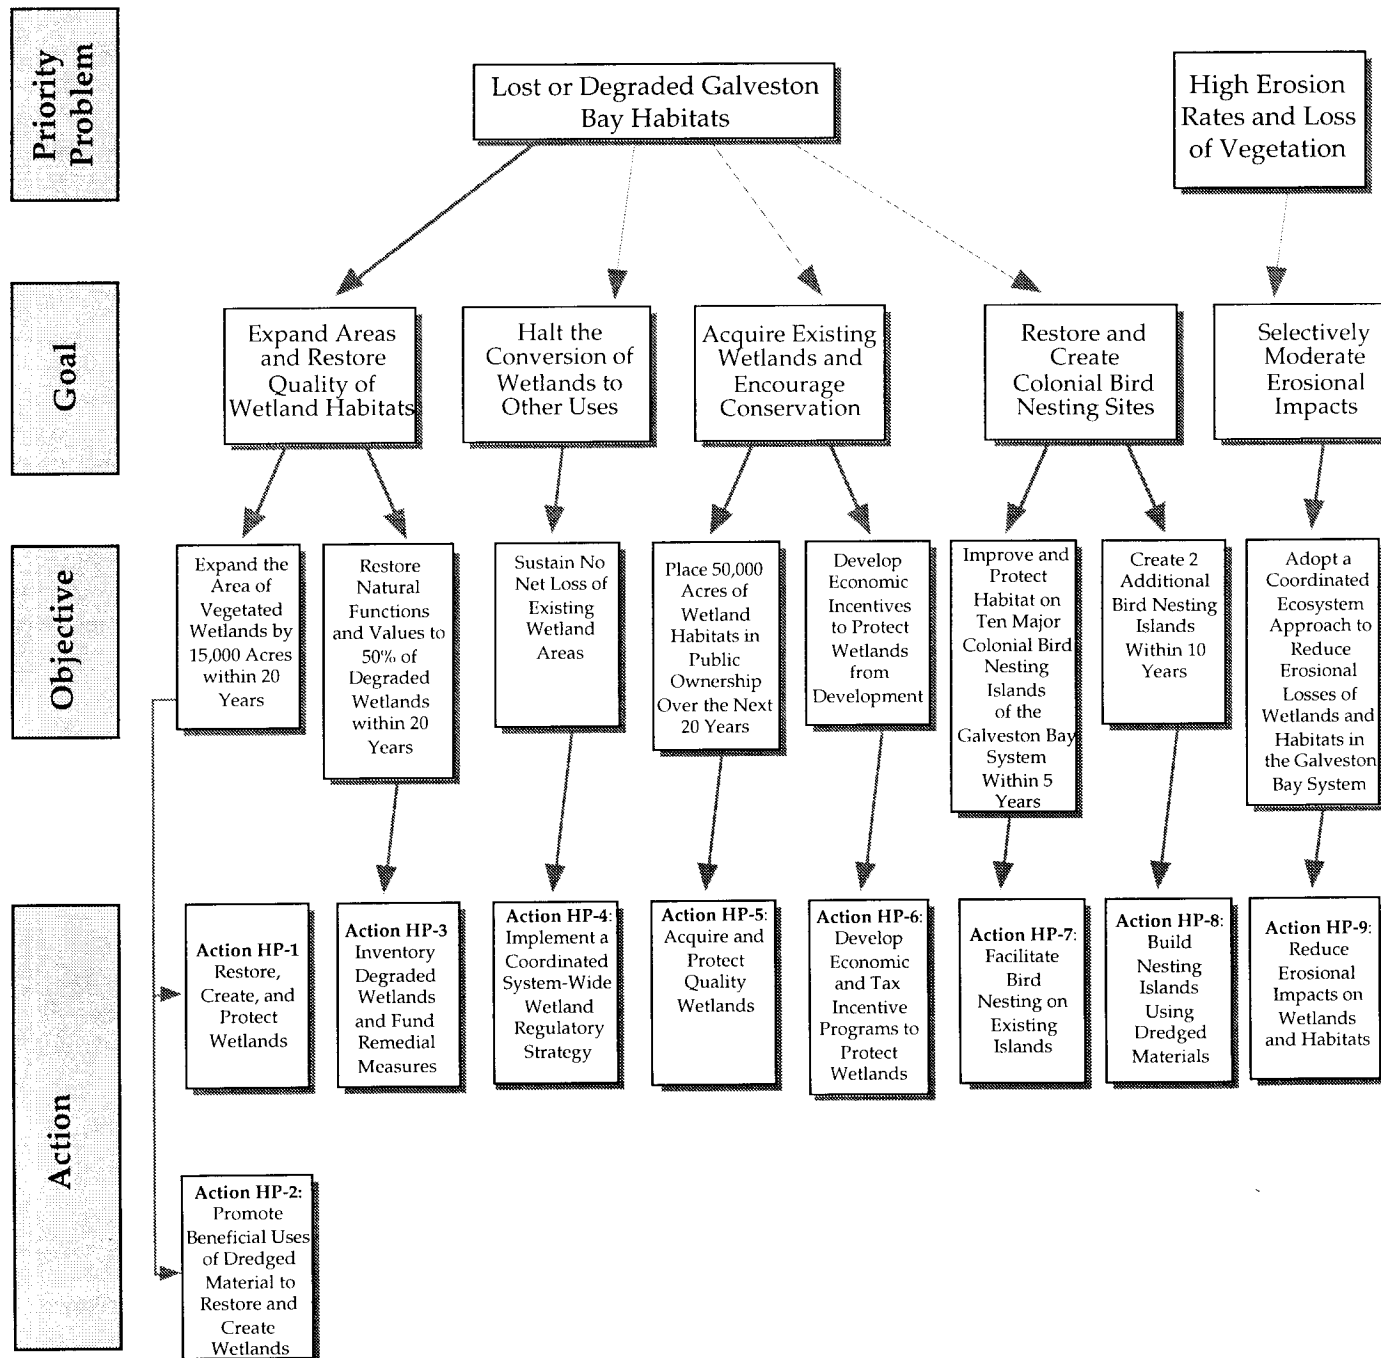 Priority
Problem
Lost or Degraded Galveston
Bay Habitats
High Erosion
Rates and Loss
of Vegetation
Goal
Expand Areas
and Restore
Quality of
Wetland Habitats
Halt the
Conversion of
Wetlands to
Other Uses
Acquire Existing
Wetlands and
Encourage
Conservation
Restore and
Create
Colonial Bird
Nesting Sites
Selectively
Moderate
Erosional
Impacts
Objective
Expand the
Area of
Vegetated
Wetlands by
15,000 Acres
within 20
Years
Restore
Natural
Functions
and Values to
50% of
Degraded
Wetlands
within 20
Years
Sustain No
Net Loss of
Existing
Wetland
Areas
Place 50,000
Acres of
Wetland
Habitats in
Public
Ownership
Over the Next
20 Years
Develop
Economic
Incentives
to Protect
Wetlands
from
Development
Improve and
Protect
Habitat on
Ten Major
Colonial Bird
Nesting
Islands
of the
Galveston Bay
System
Within 5
Years
Create 2
Additional
Bird Nesting
Islands
Within 10
Years
Adopt a
Coordinated
Ecosystem
Approach to
Reduce
Erosional
Losses of
Wetlands and
Habitats in
the Galveston
Bay System
Action
Action HP-1
Restore,
Create, and
Protect
Wetlands
Action HP-3
Inventory
Degraded
Wetlands
and Fund
Remedial
Measures
Action HP-4:
Implement a
Coordinated
System-Wide
Wetland
Regulatory
Strategy
Action HP-5:
Acquire and
Protect
Quality
Wetlands
Action HP-6:
Develop
Economic
and Tax
Incentive
Programs to
Protect
Wetlands
Action HP-7:
Facilitate
Bird
Nesting on
Existing
Islands
Action HP-8:
Build
Nesting
Islands
Using
Dredged
Materials
Action HP-9:
Reduce
Erosional
Impacts on
Wetlands
and Habitats
Action HP-2:
Promote
Beneficial Uses
of Dredged
Material to
Restore and
Create
Wetlands